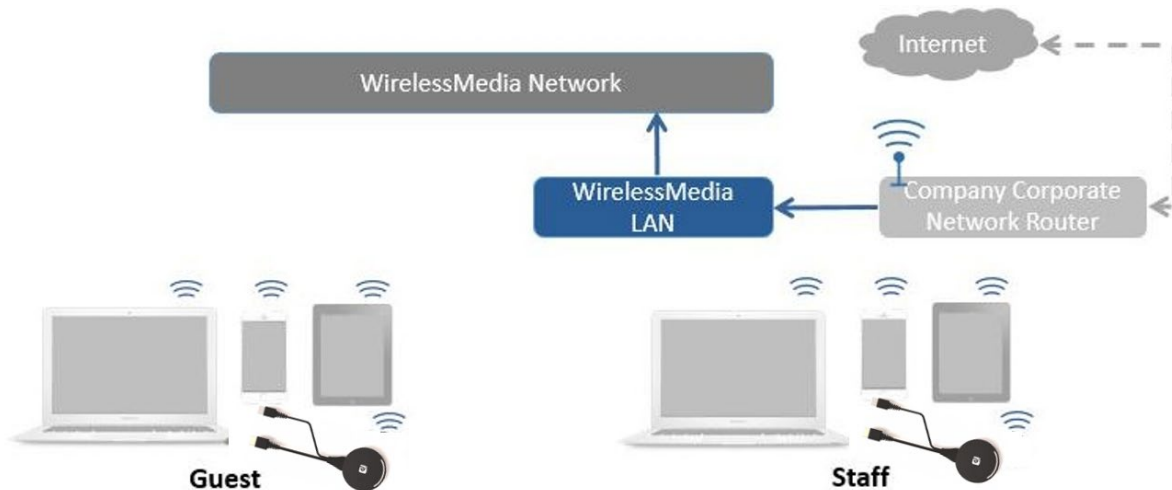 Internet
WirelessMedia Network
WirelessMedia
LAN
Company Corporate
Network Router
Guest
Staff